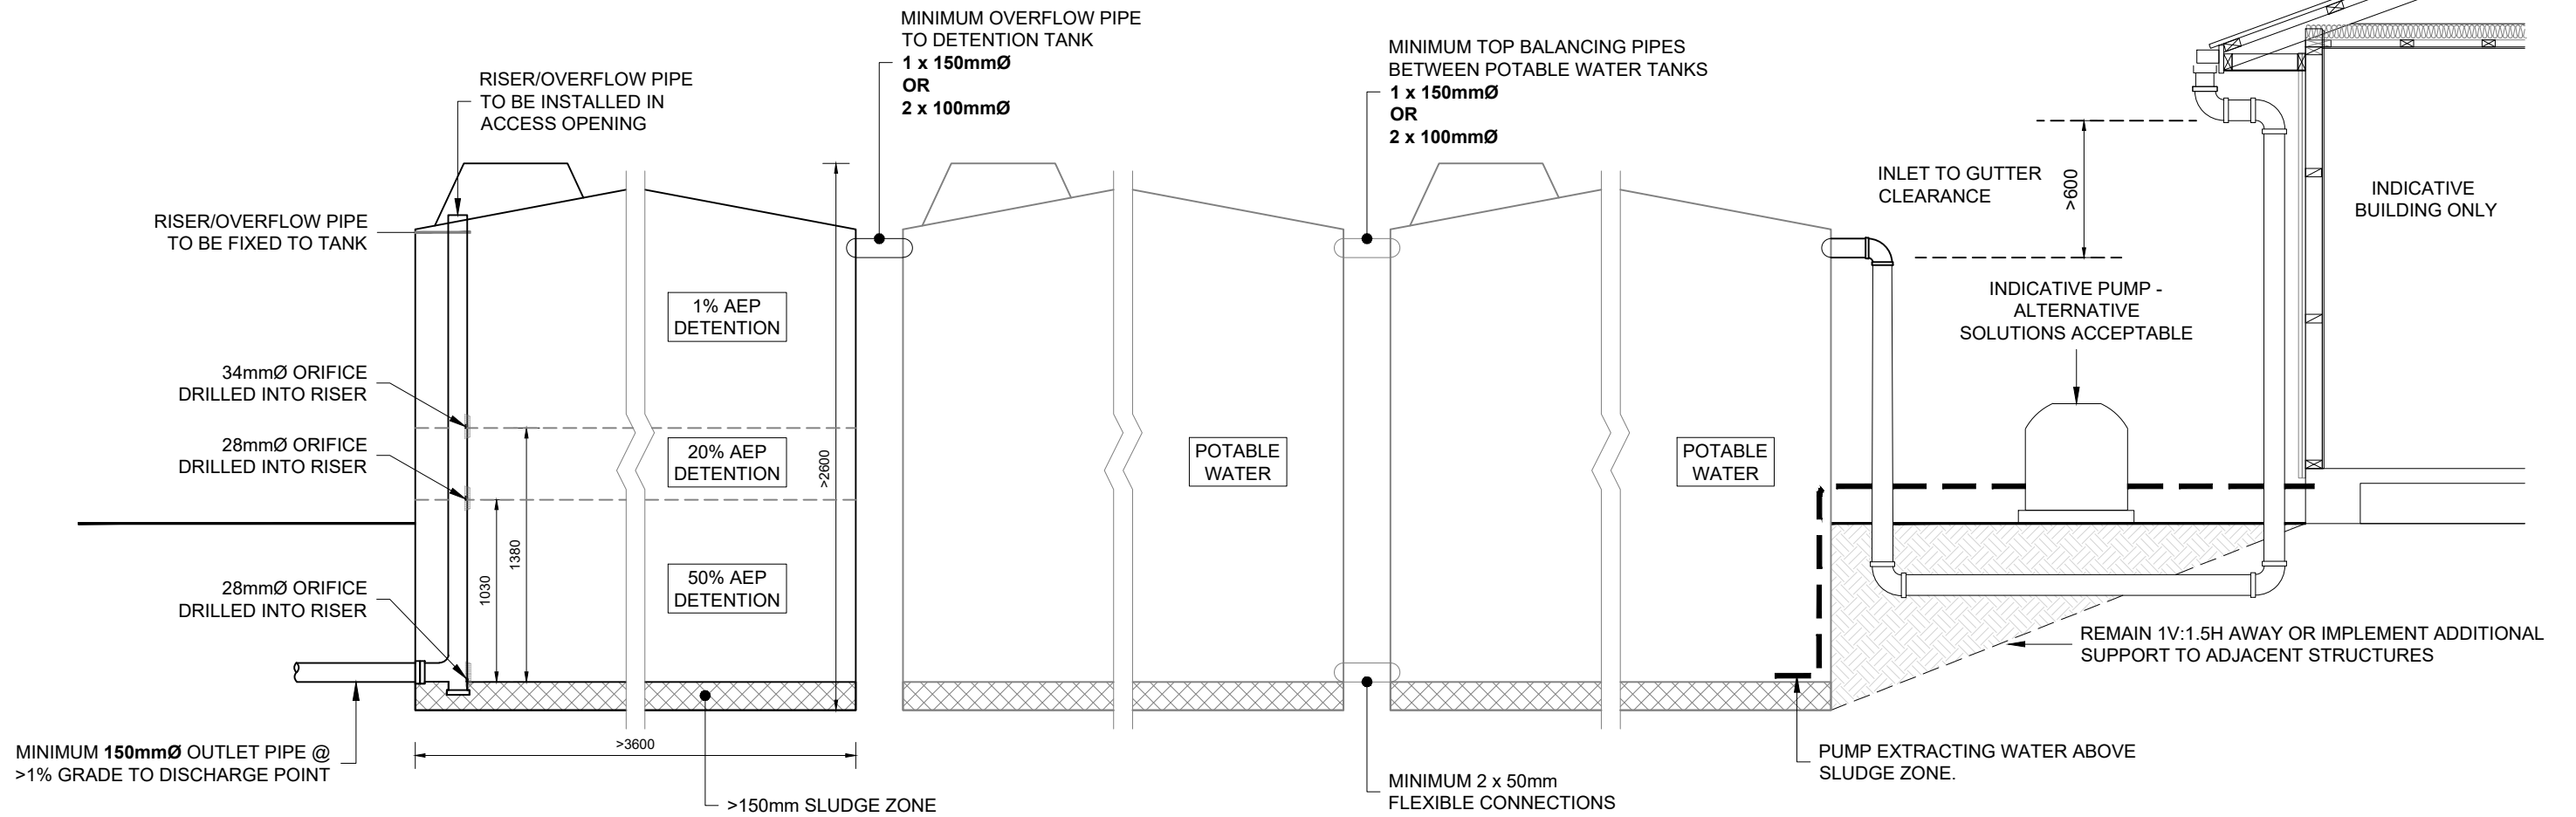 MINIMUM OVERFLOW PIPE
TO DETENTION TANK
1 x 150mmØ
OR
2 x 100mmØ
MINIMUM TOP BALANCING PIPES
BETWEEN POTABLE WATER TANKS
1 x 150mmØ
OR
2 x 100mmØ
RISER/OVERFLOW PIPE
TO BE INSTALLED IN
ACCESS OPENING
INLET TO GUTTER
CLEARANCE
>600
INDICATIVE
BUILDING ONLY
RISER/OVERFLOW PIPE
TO BE FIXED TO TANK
1% AEP
DETENTION
INDICATIVE PUMP -
ALTERNATIVE
SOLUTIONS ACCEPTABLE
34mmØ ORIFICE
DRILLED INTO RISER
28mmØ ORIFICE
DRILLED INTO RISER
20% AEP
DETENTION
>2600
POTABLE
WATER
POTABLE
WATER
1380
1030
50% AEP
DETENTION
28mmØ ORIFICE
DRILLED INTO RISER
REMAIN 1V:1.5H AWAY OR IMPLEMENT ADDITIONAL
SUPPORT TO ADJACENT STRUCTURES
MINIMUM 150mmØ OUTLET PIPE @
>1% GRADE TO DISCHARGE POINT
>3600
>150mm SLUDGE ZONE
MINIMUM 2 x 50mm
FLEXIBLE CONNECTIONS
PUMP EXTRACTING WATER ABOVE
SLUDGE ZONE.